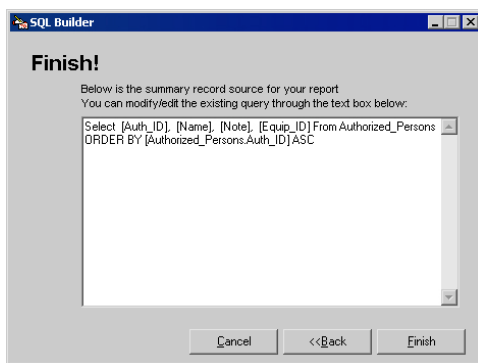 SQL Builder
Finish!
Below is the summary record source for your report
You can modify/edit the existing query through the text box below:
Select [Auth_ID], [Name], [Note], [Equip_ID] From Authorized_Persons
ORDER BY [Authorized_Persons.Auth_ID] ASC
Cancel <<Back Finish